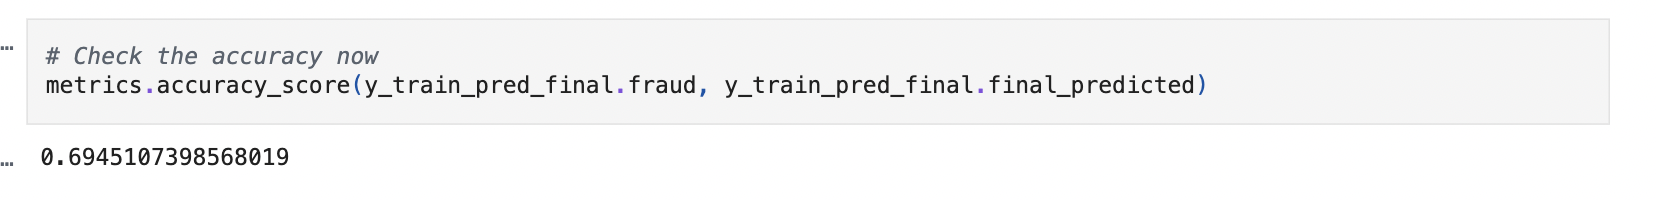 # Check the accuracy now
metrics.accuracy_score(y_train_pred_final.fraud, y_train_pred_final.final_predicted)
0.6945107398568019